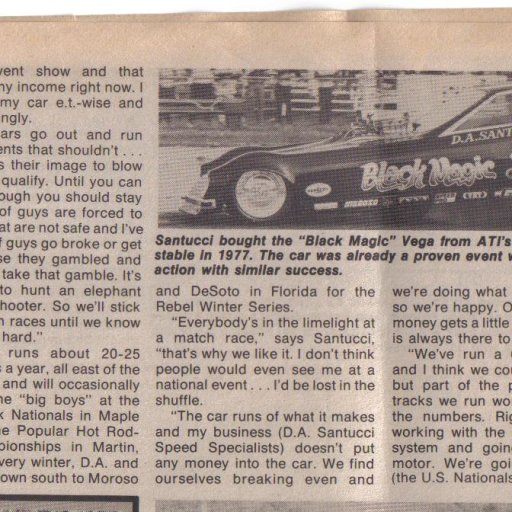 vent show and that
ny income right now. I
my car e.t.-wise and
ngly.
ars go out and run
ents that shouldn't . . .
s their image to blow
qualify. Until you can
ough you should stay
of guys are forced to
at are not safe and I've
f guys go broke or get
se they gambled and
take that gamble. It's
to hunt an elephant
hooter. So we'll stick
n races until we know
hard."
runs about 20-25
s a year, all east of the
and will occasionally
he "big boys" at the
k Nationals in Maple
e Popular Hot Rod-
pionships in Martin,
very winter, D.A. and
own south to Moroso
D.A. SANT
Black Magic
MOROSO
Santucci bought the "Black Magic" Vega from ATI's
stable in 1977. The car was already a proven event w
action with similar success.
and DeSoto in Florida for the
Rebel Winter Series.
"Everybody's in the limelight at
a match race," says Santucci,
"that's why we like it. I don't think
people would even see me at a
national event . . . I'd be lost in the
shuffle.
"The car runs of what it makes
and my business (D.A. Santucci
Speed Specialists) doesn't put
any money into the car. We find
ourselves breaking even and
we're doing what
so we're happy. O
money gets a little
is always there to
"We've run a
and I think we cou
but part of the p
tracks we run wo
the numbers. Rig
working with the
system and going
motor. We're goi
(the U.S. Nationals